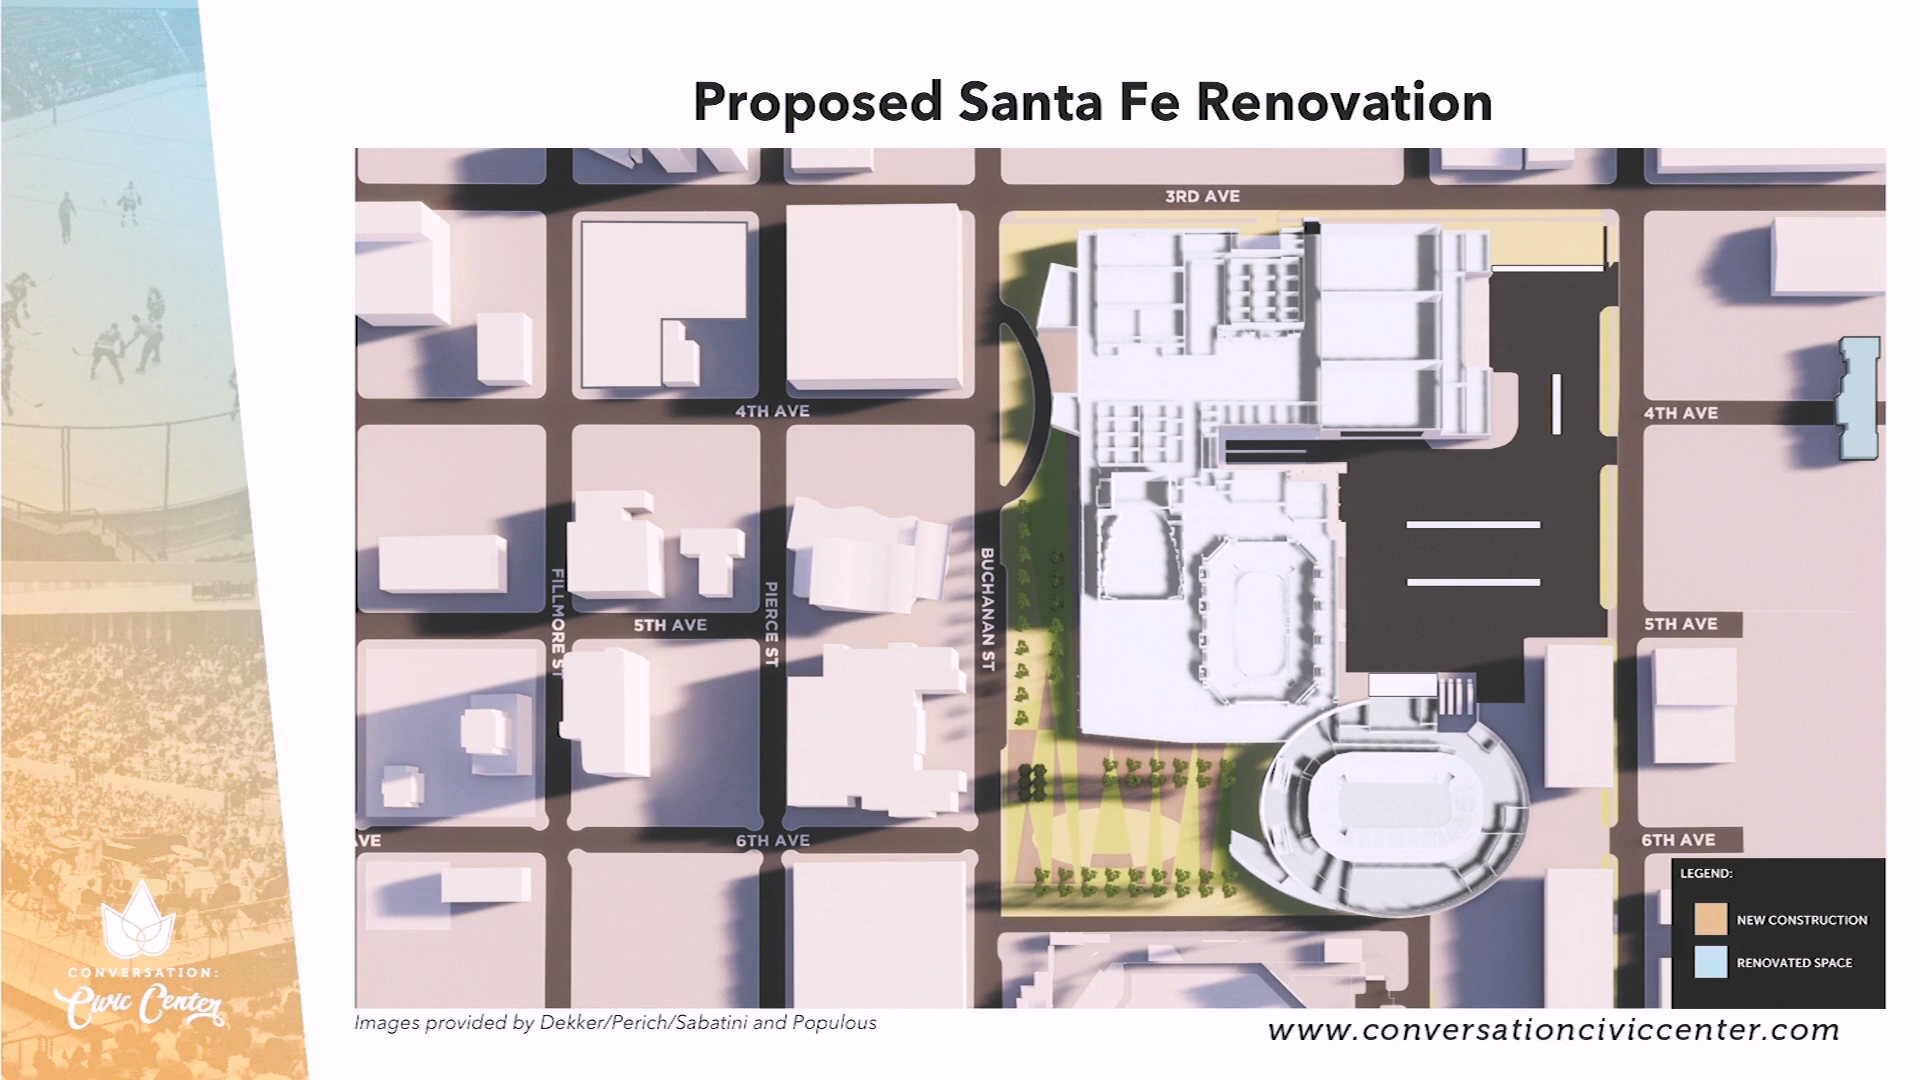 Proposed Santa Fe Renovation
3RD AVE
4TH AVE
4TH AVE
FILLMORE ST
PIERCE ST
BUCHANAN ST
5TH AVE
5TH AVE
AVE
6TH AVE
6TH AVE
LEGEND:
NEW CONSTRUCTION
RENOVATED SPACE
CONVERSATION:
Civic Center
Images provided by Dekker/Perich/Sabatini and Populous
www.conversationciviccenter.com